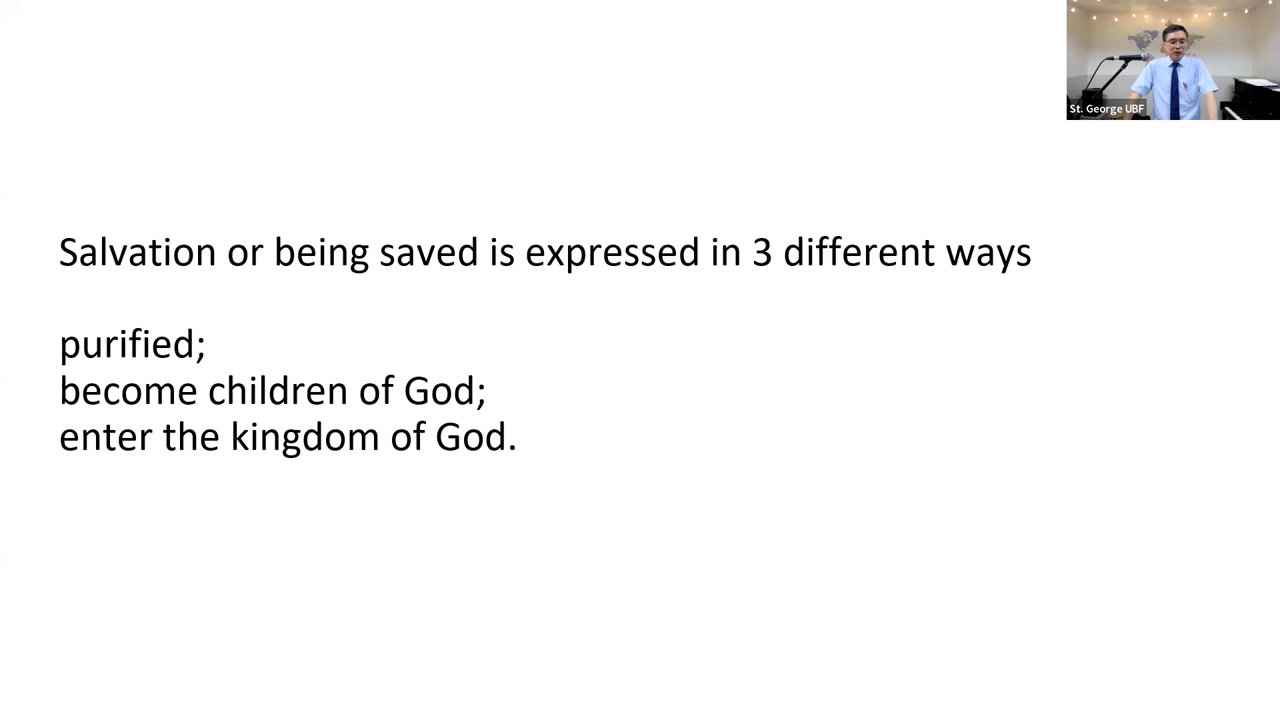 St. George UBF
Salvation or being saved is expressed in 3 different ways
purified;
become children of God;
enter the kingdom of God.